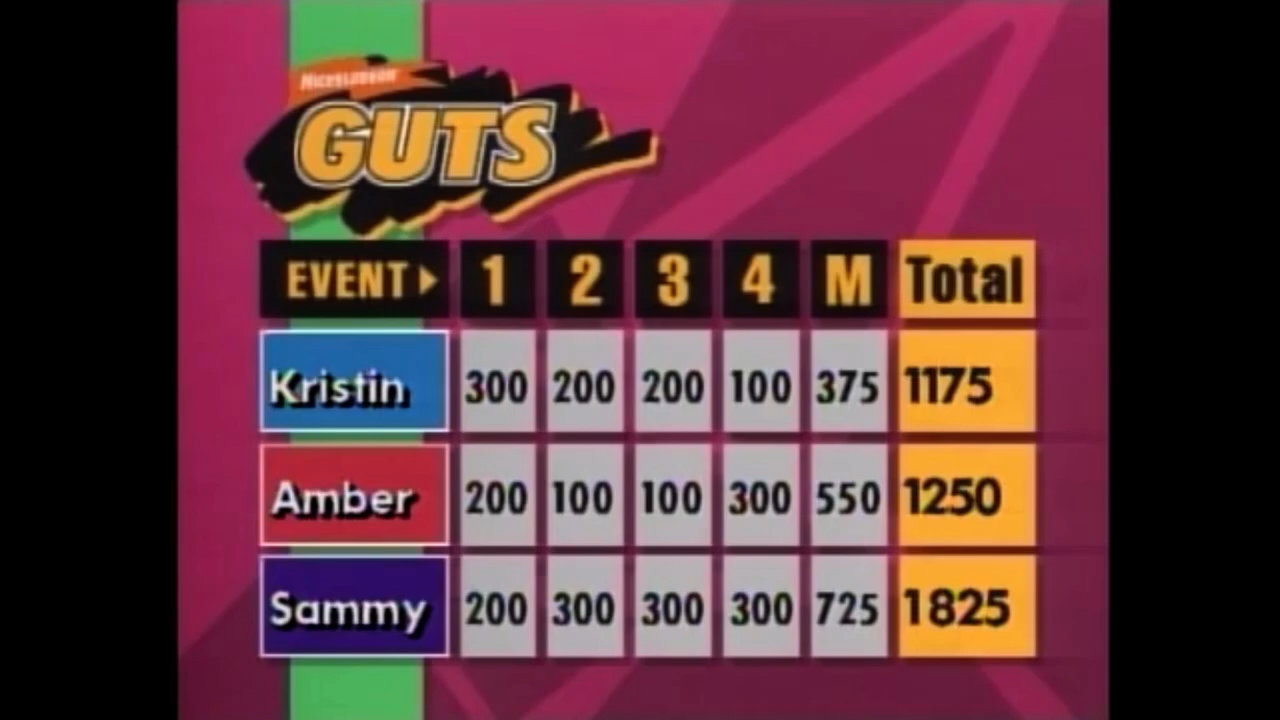 Nickelodeon
GUTS
EVENT▶ 1 2 3 4 M Total
Kristin 300 200 200 100 375 1175
Amber 200 100 100 300 550 1250
Sammy 200 300 300 300 725 1825